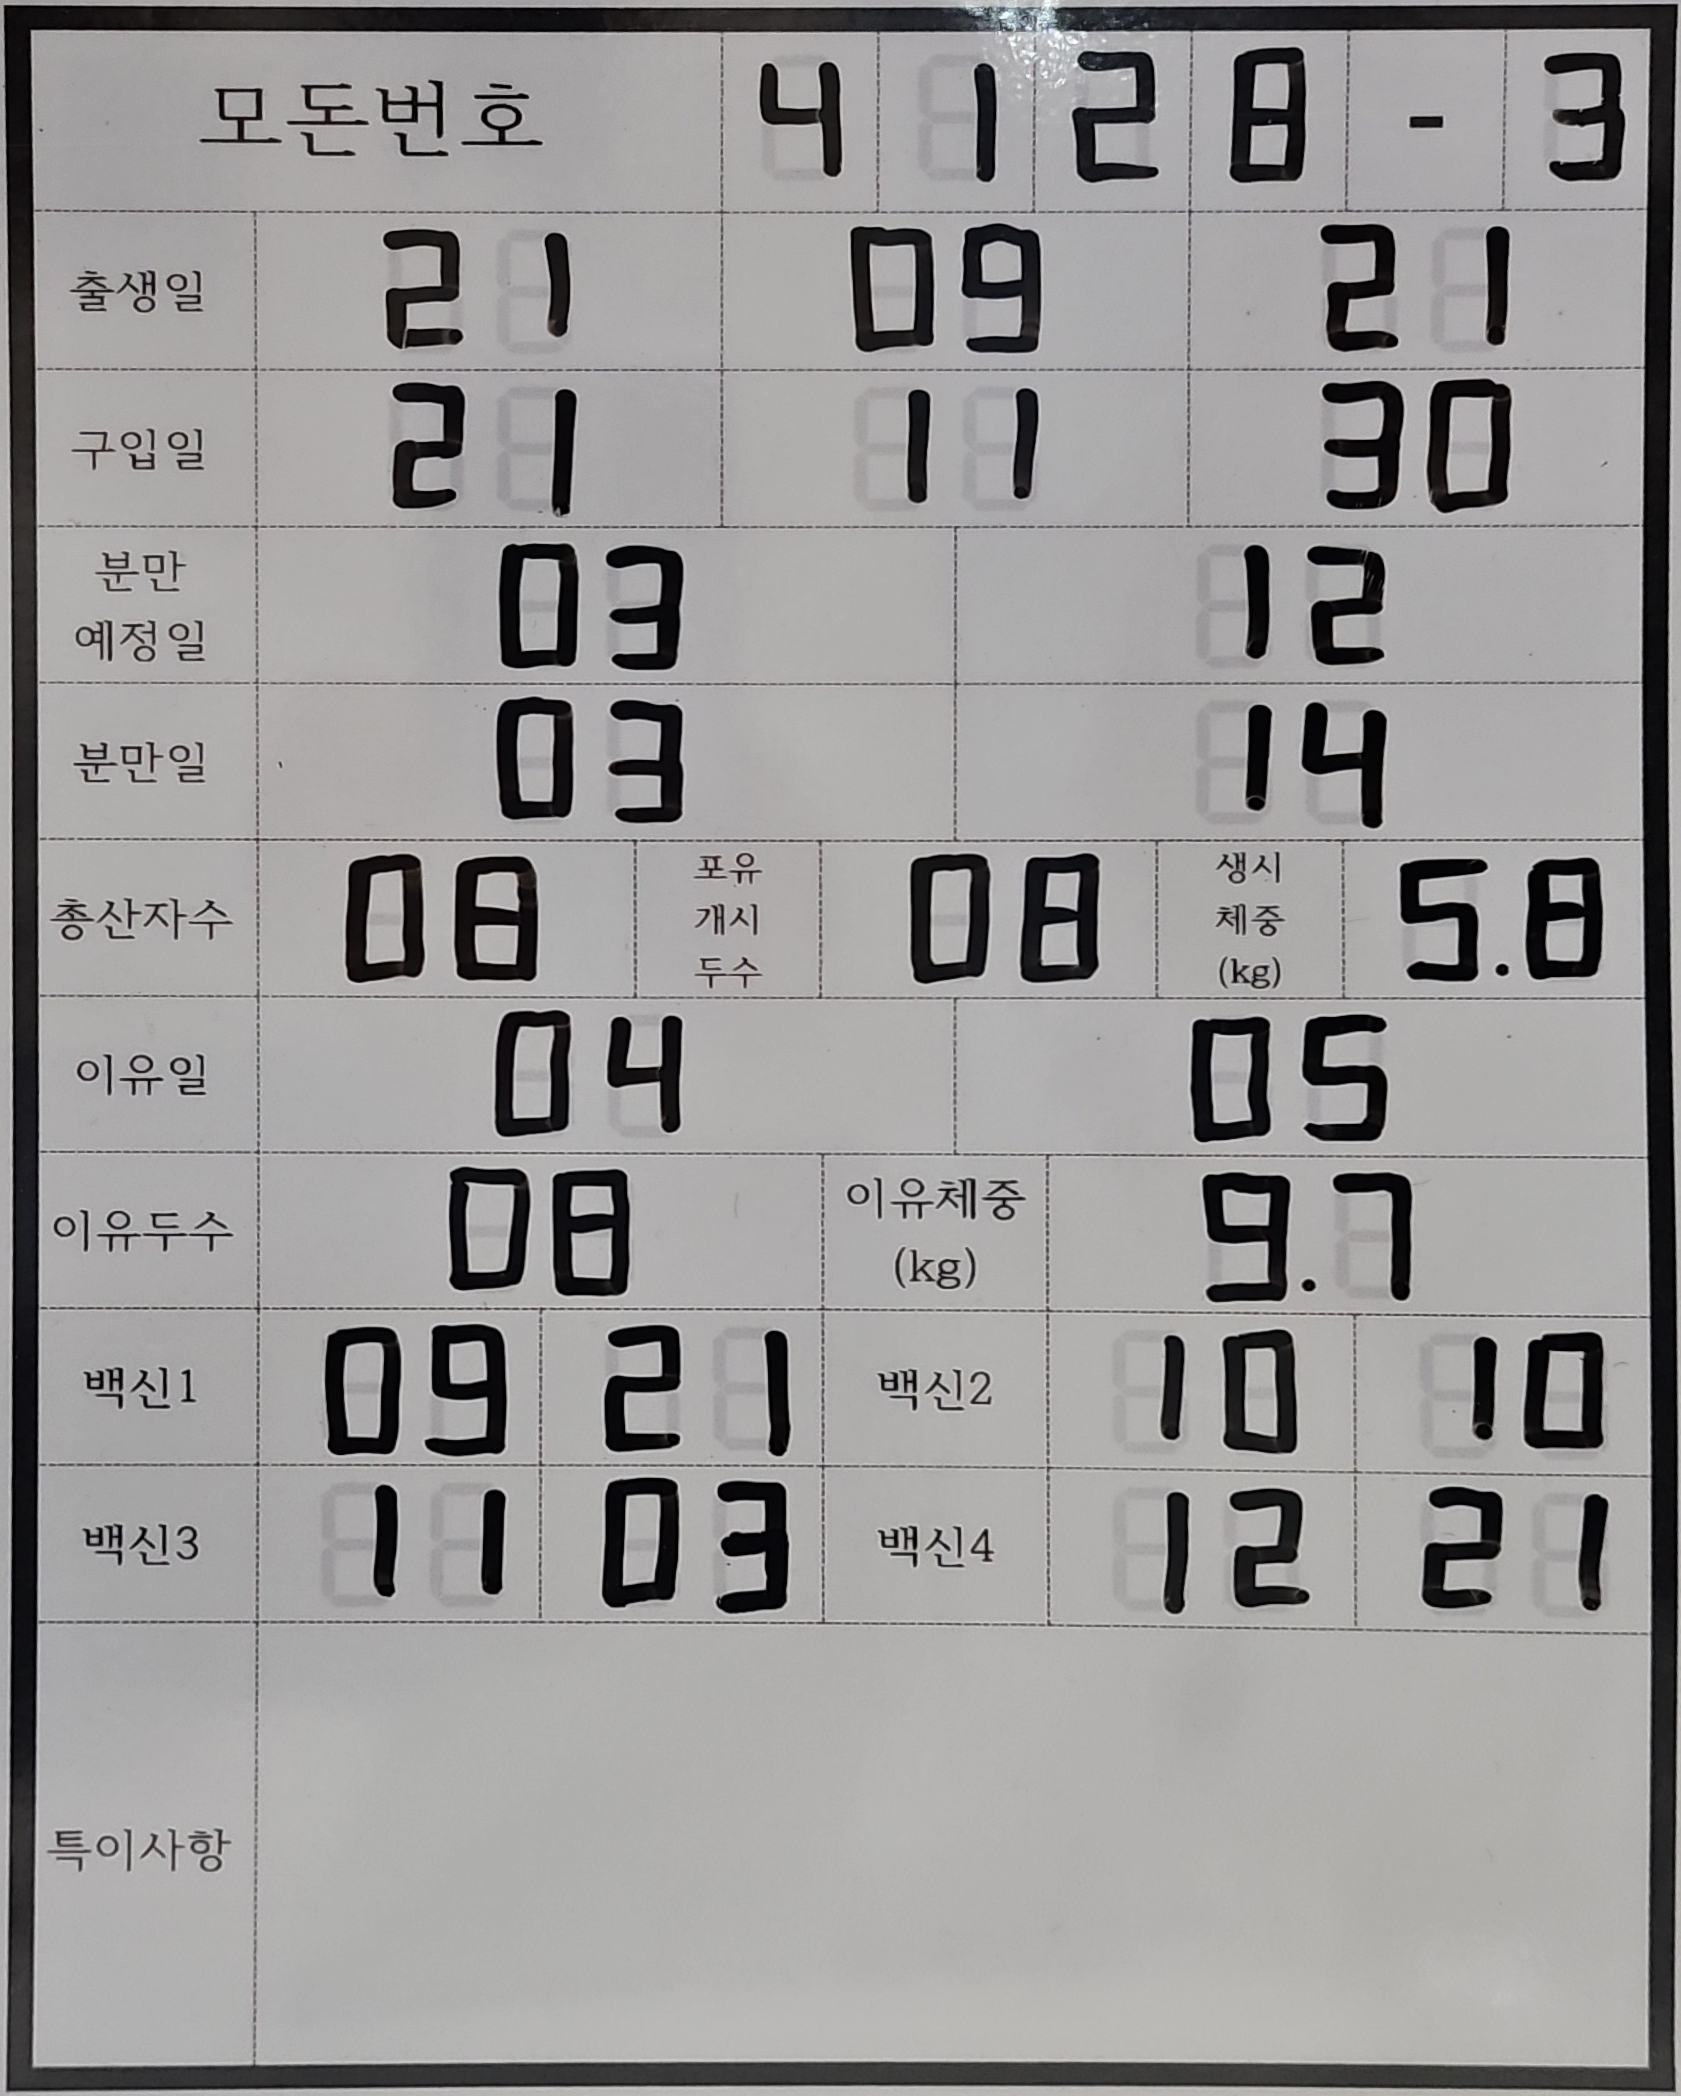 모돈번호 4 1 2 8 - 3
출생일 21 09 21
구입일 21 11 30
분만
예정일 03 12
분만일 03 14
총산자수 08 포유
개시
두수 08 생시
체중
(kg) 5.8
이유일 04 05
이유두수 08 이유체중
(kg) 9.7
백신1 09 21 백신2 10 10
백신3 11 03 백신4 12 21
특이사항